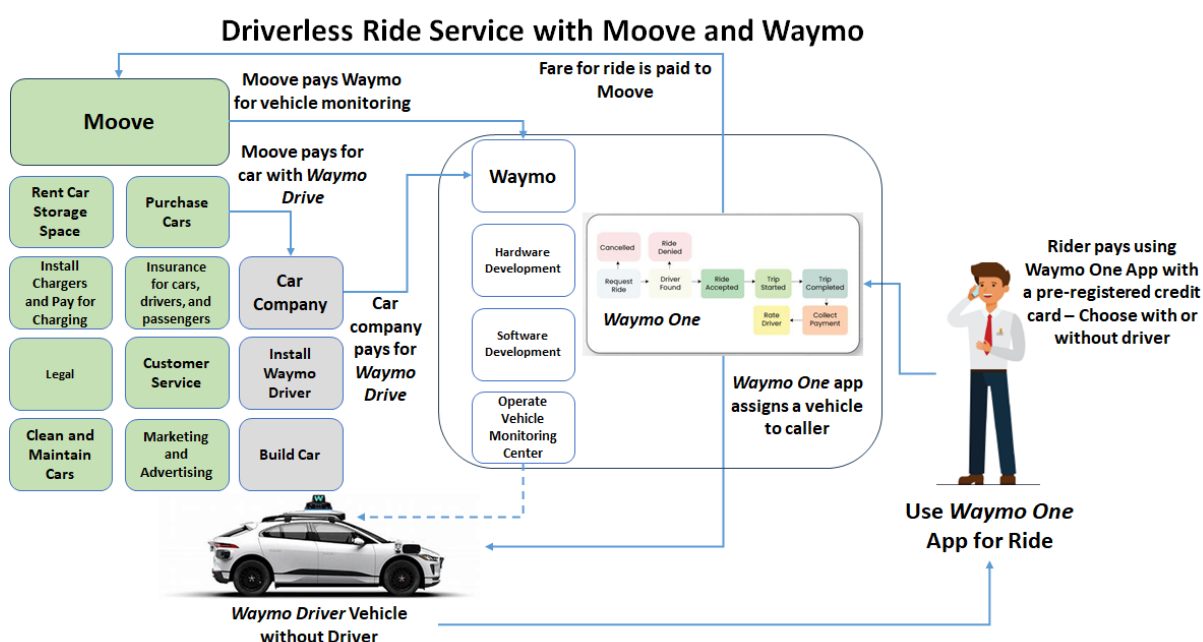 Driverless Ride Service with Moove and Waymo
Moove
Moove pays Waymo
for vehicle monitoring
Fare for ride is paid to
Moove
Moove pays for
car with Waymo
Drive
Rent Car
Storage
Space
Purchase
Cars
Install
Chargers
and Pay for
Charging
Insurance
for cars,
drivers, and
passengers
Legal
Customer
Service
Clean and
Maintain
Cars
Marketing
and
Advertising
Car
Company
Install
Waymo
Driver
Build Car
Car
company
pays for
Waymo
Drive
Waymo
Hardware
Development
Software
Development
Operate
Vehicle
Monitoring
Center
Cancelled
Ride
Denied
Request
Ride
Driver
Found
Ride
Accepted
Trip
Started
Trip
Completed
Waymo One
Rate
Driver
Collect
Payment
Waymo One app
assigns a vehicle
to caller
Rider pays using
Waymo One App with
a pre-registered credit
card – Choose with or
without driver
Use Waymo One
App for Ride
W
Waymo Driver Vehicle
without Driver